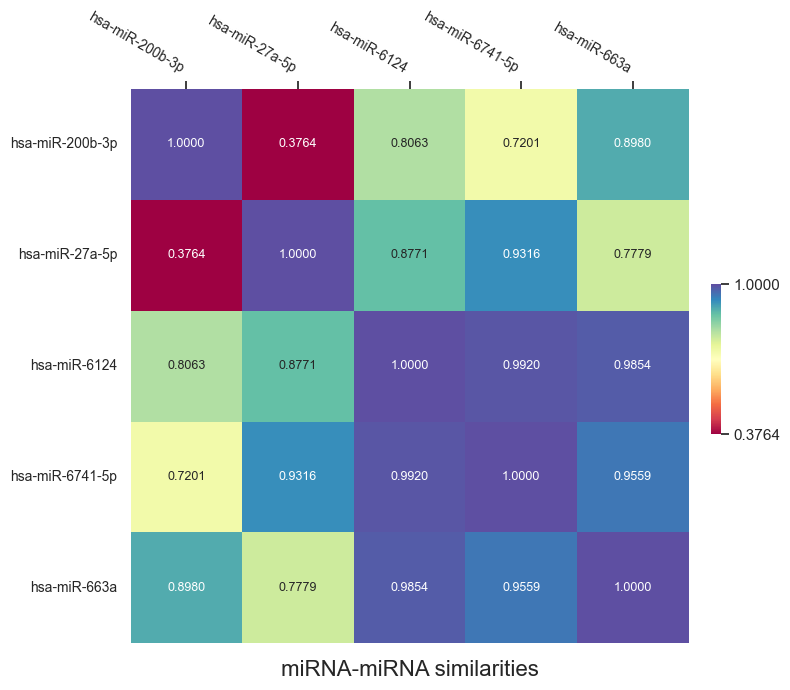 hsa-miR-200b-3p hsa-miR-27a-5p hsa-miR-6124 hsa-miR-6741-5p hsa-miR-663a
hsa-miR-200b-3p 1.0000 0.3764 0.8063 0.7201 0.8980
hsa-miR-27a-5p 0.3764 1.0000 0.8771 0.9316 0.7779
1.0000
hsa-miR-6124 0.8063 0.8771 1.0000 0.9920 0.9854
0.3764
hsa-miR-6741-5p 0.7201 0.9316 0.9920 1.0000 0.9559
hsa-miR-663a 0.8980 0.7779 0.9854 0.9559 1.0000
miRNA-miRNA similarities